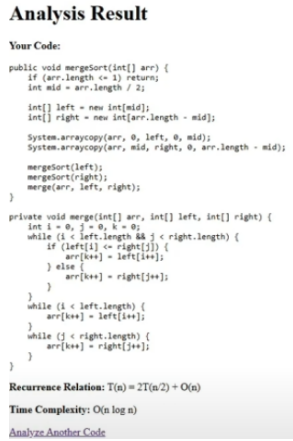 Analysis Result
Your Code:
public void mergeSort(int[] arr) {
if (arr.length <= 1) return;
int mid = arr.length / 2;
int[] left = new int[mid];
int[] right = new int[arr.length - mid];
System.arraycopy(arr, 0, left, 0, mid);
System.arraycopy(arr, mid, right, 0, arr.length - mid);
mergeSort(left);
mergeSort(right);
merge(arr, left, right);
}
private void merge(int[] arr, int[] left, int[] right) {
int i = 0, j = 0, k = 0;
while (i < left.length && j < right.length) {
if (left[i] <= right[j]) {
arr[k++] = left[i++];
} else {
arr[k++] = right[j++];
}
}
while (i < left.length) {
arr[k++] = left[i++];
}
while (j < right.length) {
arr[k++] = right[j++];
}
}
Recurrence Relation: T(n) = 2T(n/2) + O(n)
Time Complexity: O(n log n)
Analyze Another Code